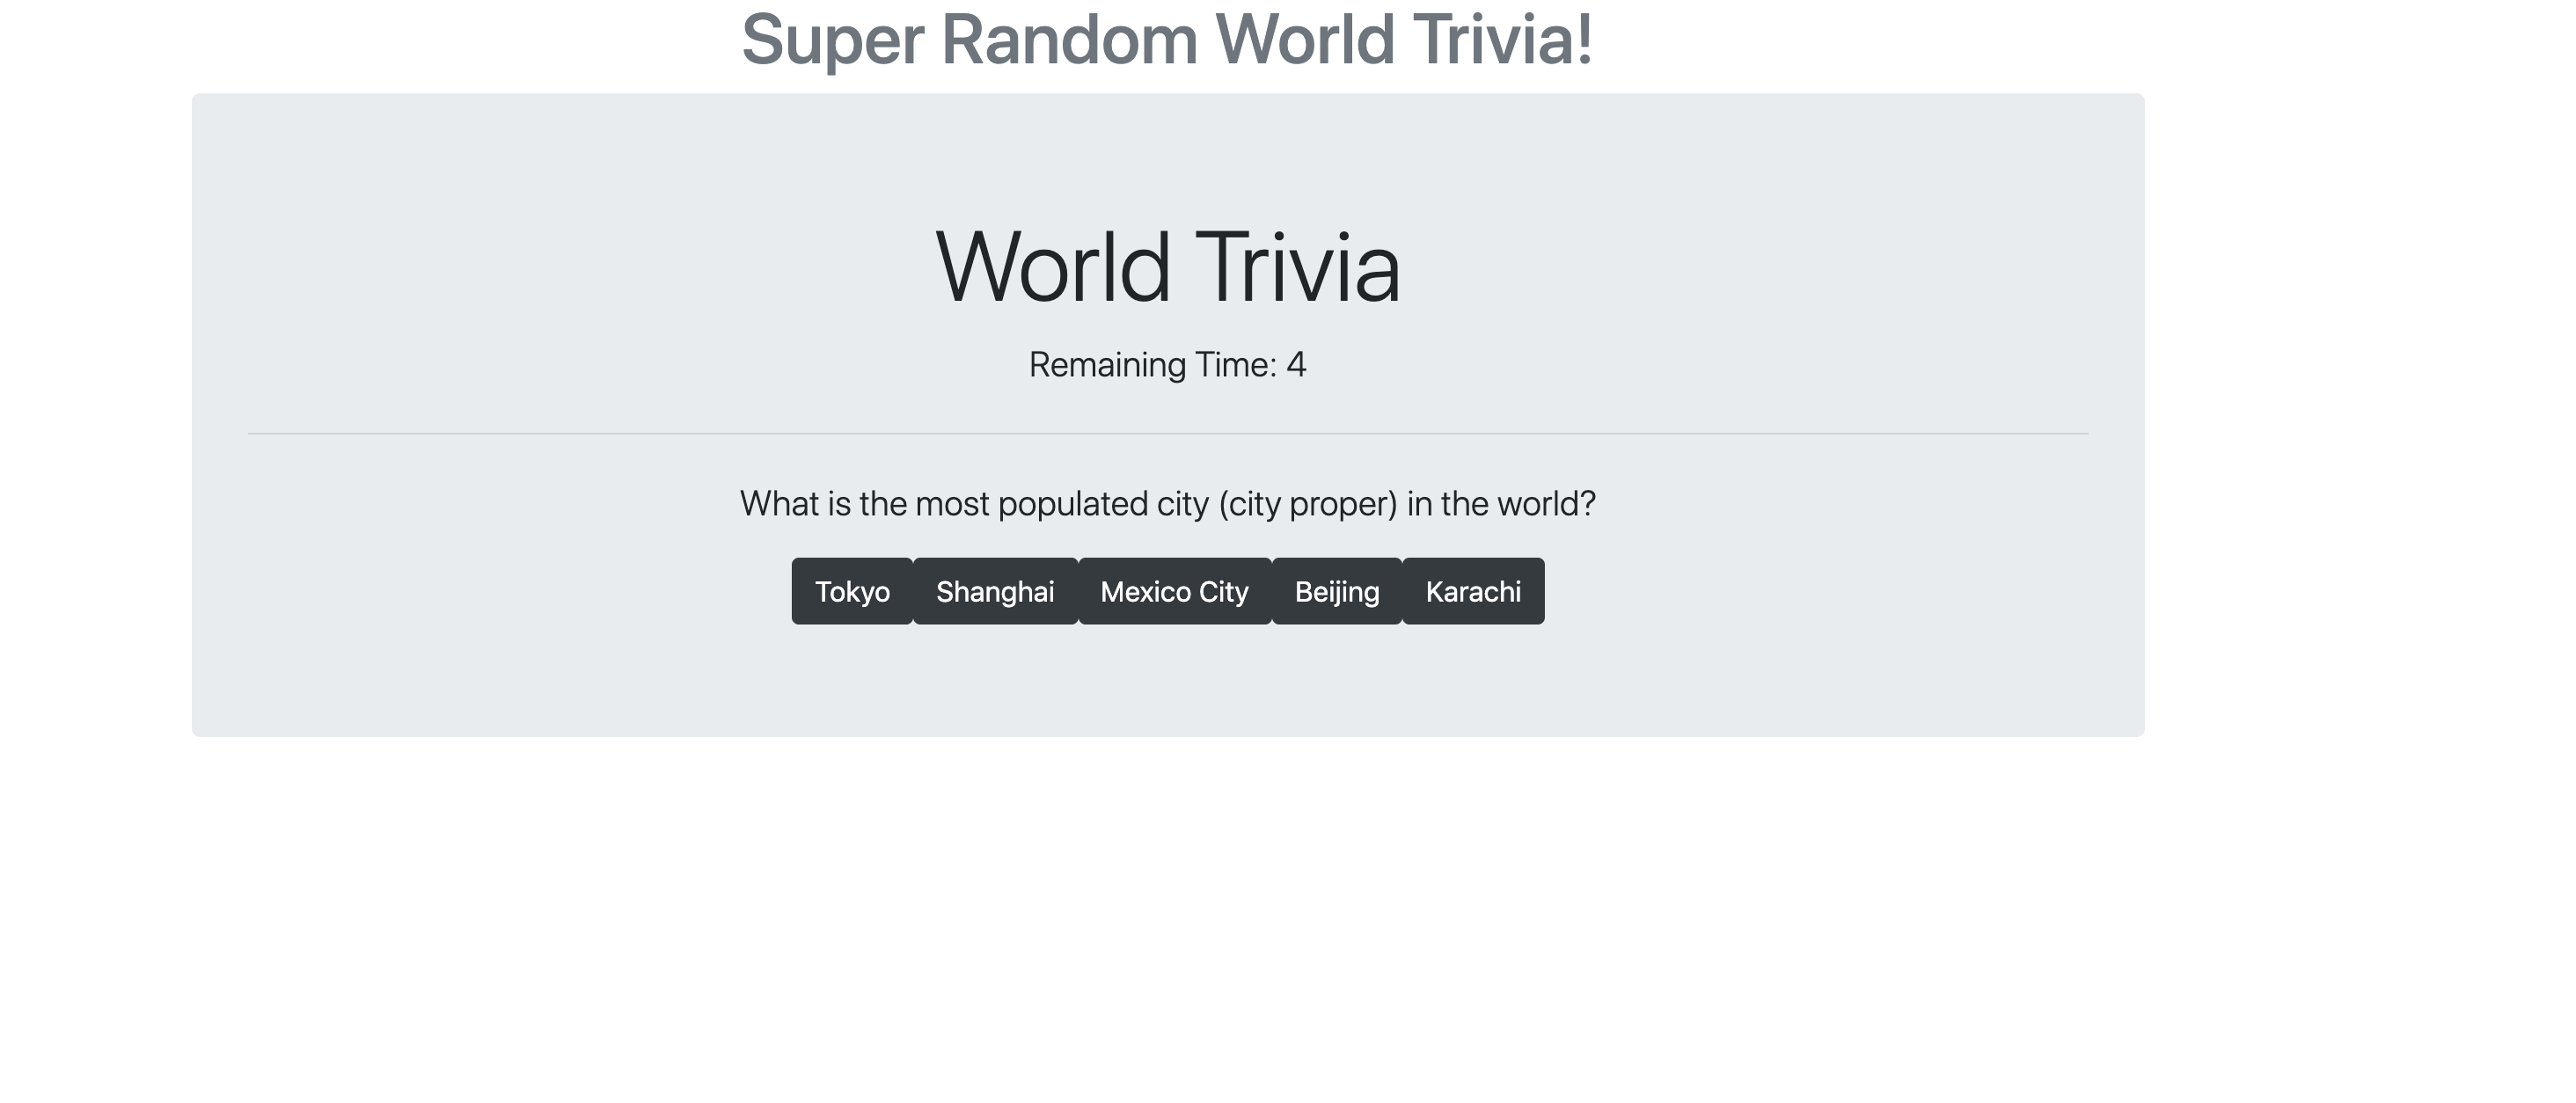 Super Random World Trivia!
World Trivia
Remaining Time: 4
What is the most populated city (city proper) in the world?
Tokyo Shanghai Mexico City Beijing Karachi